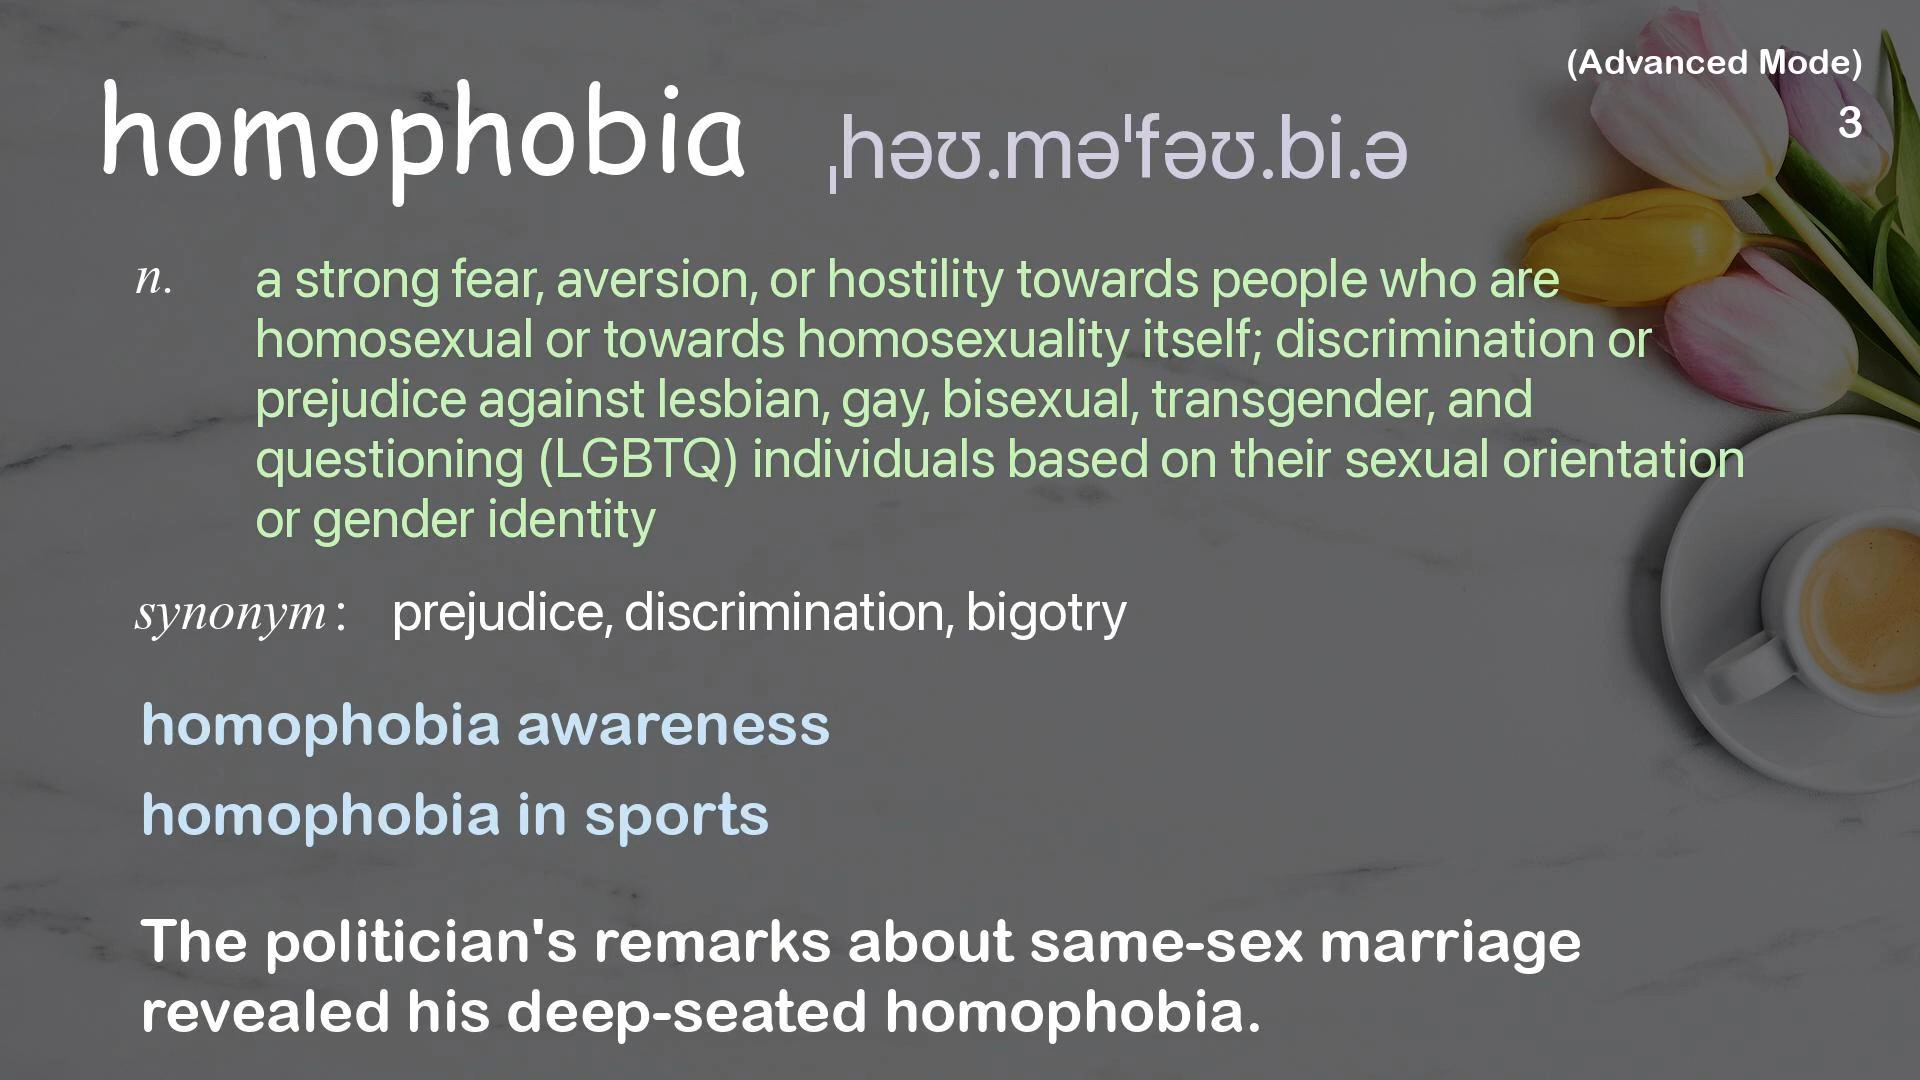 (Advanced Mode)
3
homophobia ˌhəʊ.məˈfəʊ.bi.ə
n. a strong fear, aversion, or hostility towards people who are
homosexual or towards homosexuality itself; discrimination or
prejudice against lesbian, gay, bisexual, transgender, and
questioning (LGBTQ) individuals based on their sexual orientation
or gender identity
synonym: prejudice, discrimination, bigotry
homophobia awareness
homophobia in sports
The politician's remarks about same-sex marriage
revealed his deep-seated homophobia.